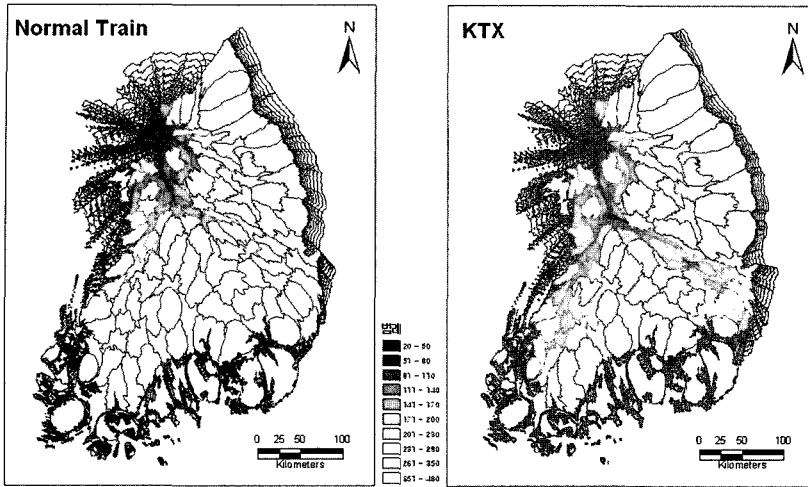 Normal Train
N
KTX
N
범례
20 - 50
51 - 80
81 - 110
111 - 140
141 - 170
171 - 200
201 - 230
231 - 260
261 - 350
351 - 480
0 25 50 100
Kilometers
0 25 50 100
Kilometers